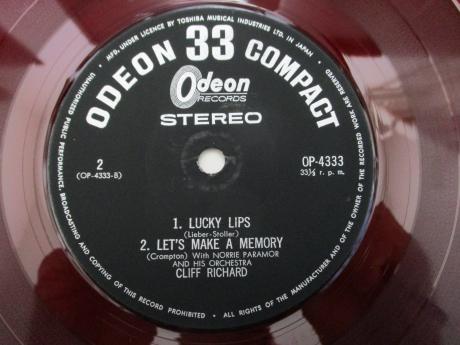 MFD. UNDER LICENCE BY TOSHIBA MUSICAL INDUSTRIES LTD. IN JAPAN.
ODEON 33 COMPACT
Odeon
RECORDS
STEREO
2
(OP-4333-B)
OP-4333
33⅓ r. p. m.
1. LUCKY LIPS
(Lieber-Stoller)
2. LET'S MAKE A MEMORY
(Crompton) With NORRIE PARAMOR
AND HIS ORCHESTRA
CLIFF RICHARD
UNAUTHORIZED PUBLIC PERFORMANCE, BROADCASTING AND COPYING OF THIS RECORD PROHIBITED
ALL RIGHTS OF THE MANUFACTURER AND OF THE OWNER OF THE RECORDED WORK ARE RESERVED